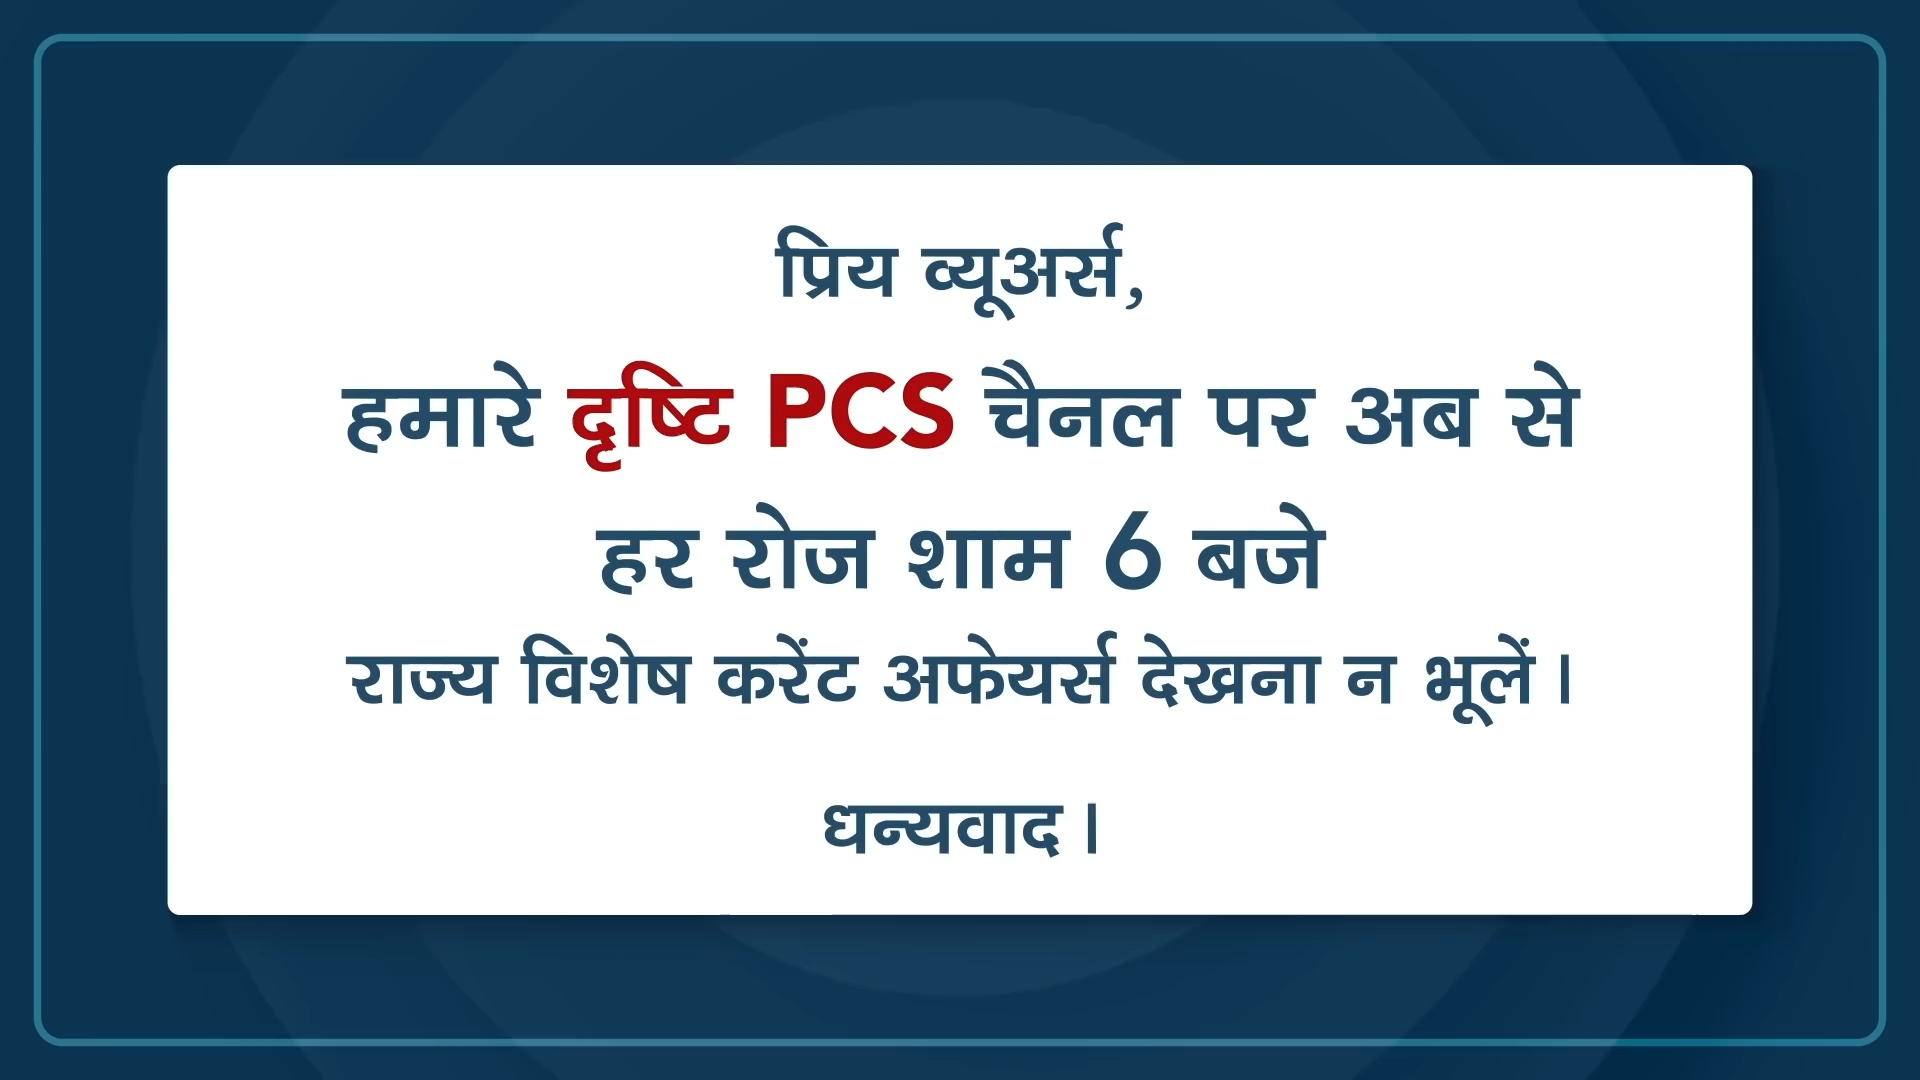 प्रिय व्यूअर्स,
हमारे दृष्टि PCS चैनल पर अब से
हर रोज शाम 6 बजे
राज्य विशेष करेंट अफेयर्स देखना न भूलें।
धन्यवाद।